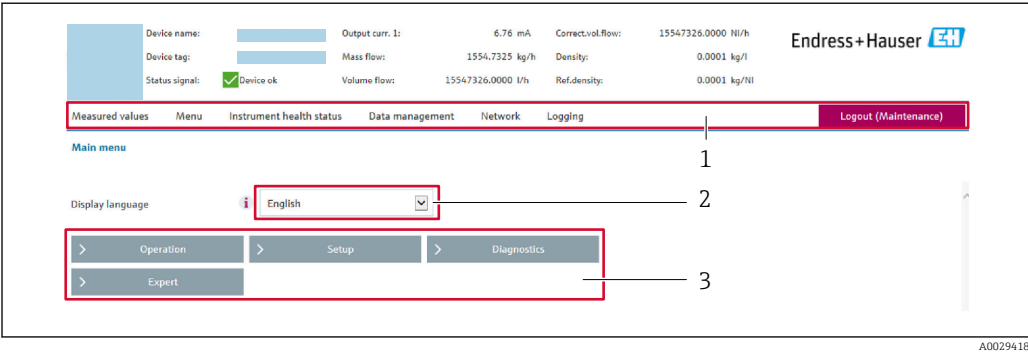 Device name: Output curr. 1: 6.76 mA Correct.vol.flow: 15547326.0000 Nl/h
Endress+Hauser EH
Device tag: Mass flow: 1554.7325 kg/h Density: 0.0001 kg/l
Status signal: Device ok Volume flow: 15547326.0000 l/h Ref.density: 0.0001 kg/Nl
Measured values Menu Instrument health status Data management Network Logging Logout (Maintenance)
1
Main menu
Display language i English 2
> Operation > Setup > Diagnostics
> Expert 3
A0029418